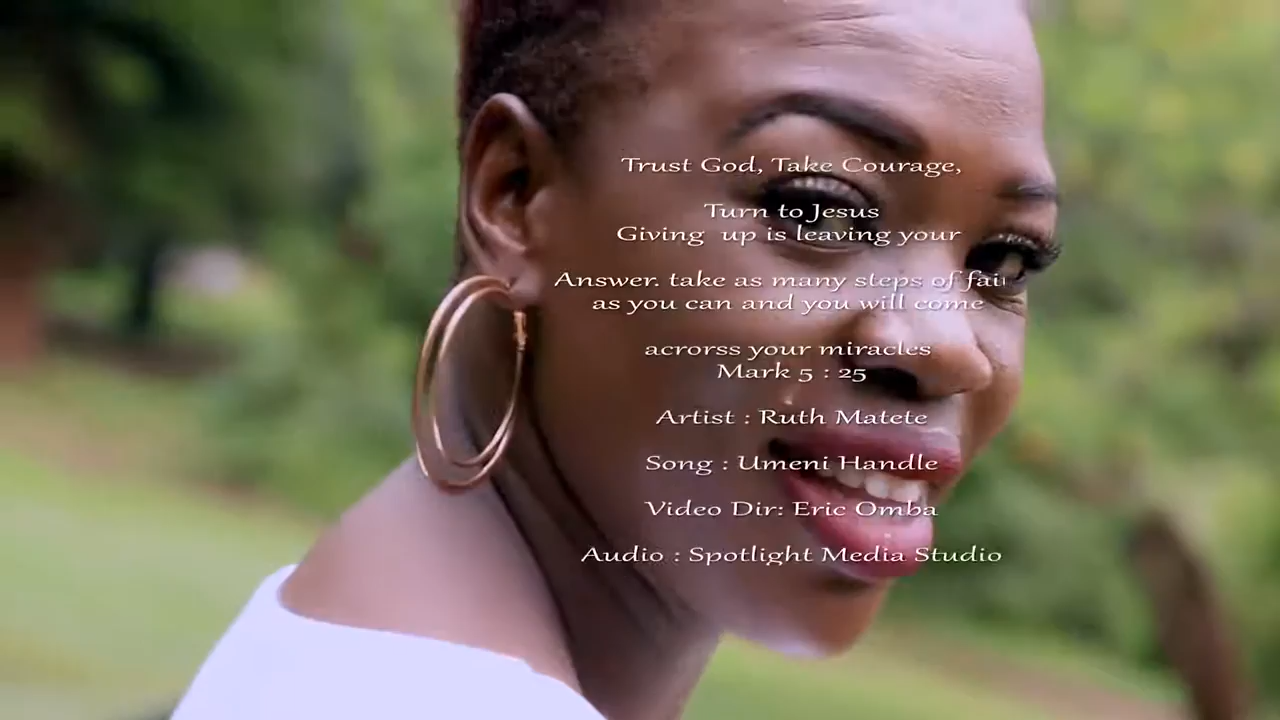 Trust God, Take Courage,
Turn to Jesus
Giving up is leaving your
Answer. take as many steps of fai
as you can and you will come
acrorss your miracles
Mark 5 : 25
Artist : Ruth Matete
Song : Umeni Handle
Video Dir: Eric Omba
Audio : Spotlight Media Studio